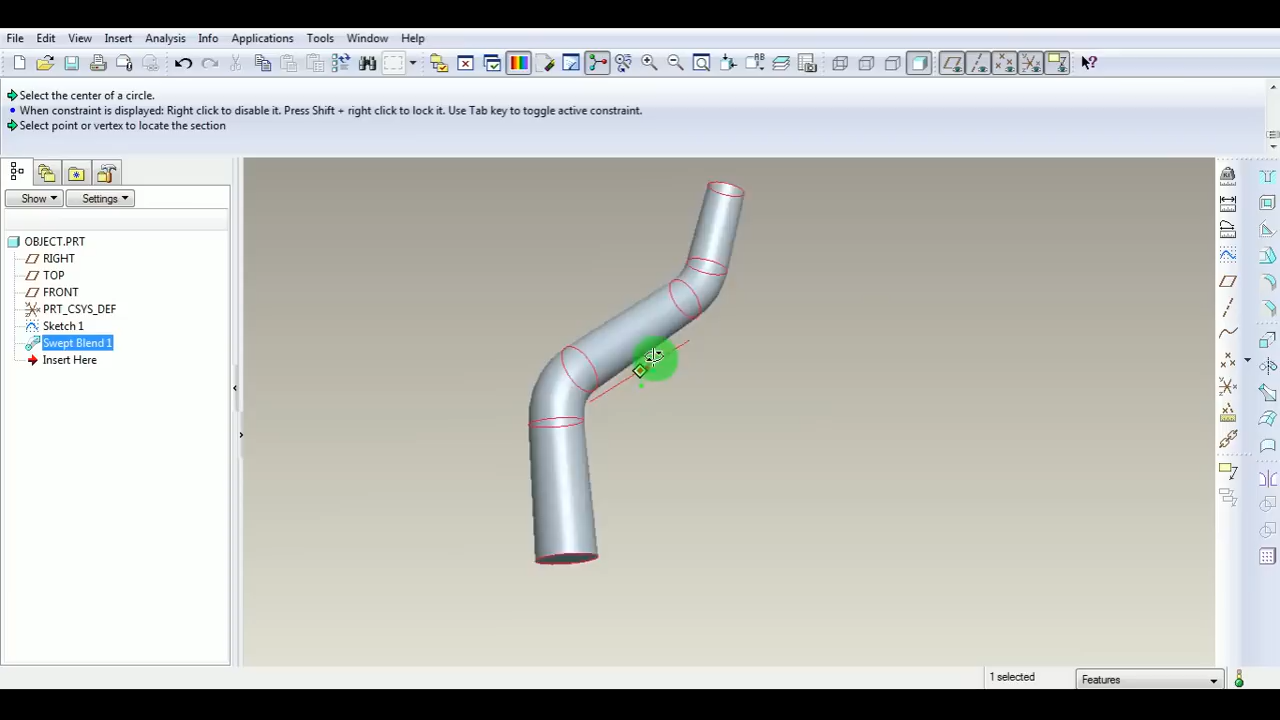 File Edit View Insert Analysis Info Applications Tools Window Help
Select the center of a circle.
When constraint is displayed: Right click to disable it. Press Shift + right click to lock it. Use Tab key to toggle active constraint.
Select point or vertex to locate the section
Show Settings
OBJECT.PRT
RIGHT
TOP
FRONT
PRT_CSYS_DEF
Sketch 1
Swept Blend 1
Insert Here
1 selected Features